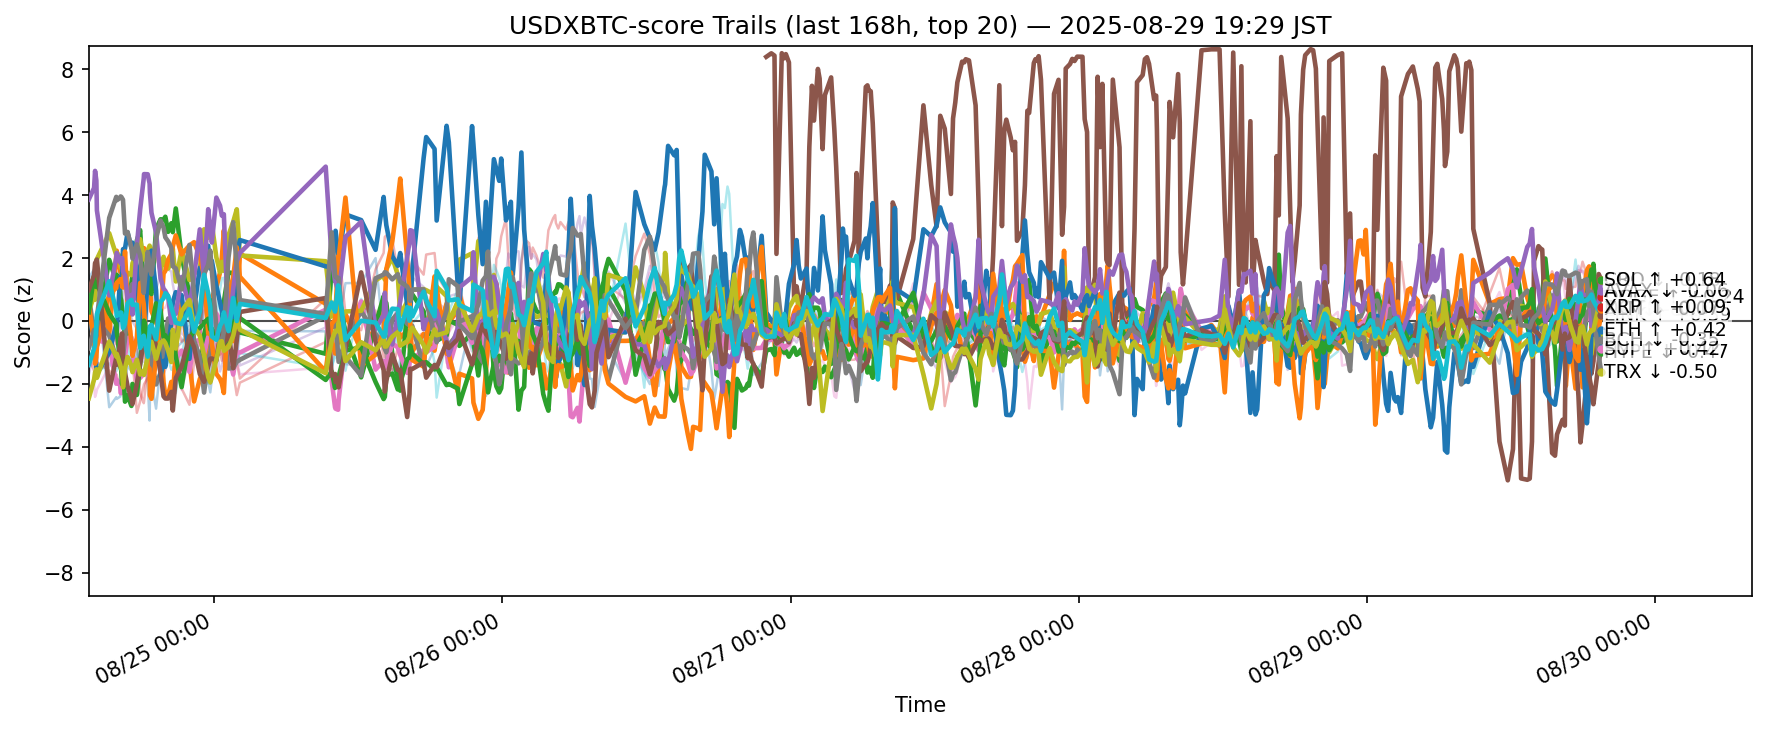 USDXBTC-score Trails (last 168h, top 20) — 2025-08-29 19:29 JST
Score (z)
8
6
4
2
0
−2
−4
−6
−8
SOL ↑ +0.64
AVAX ↓ -0.06
XRP ↑ +0.09
ETH ↑ +0.42
TRX ↓ -0.50
08/25 00:00
08/26 00:00
08/27 00:00
08/28 00:00
08/29 00:00
08/30 00:00
Time